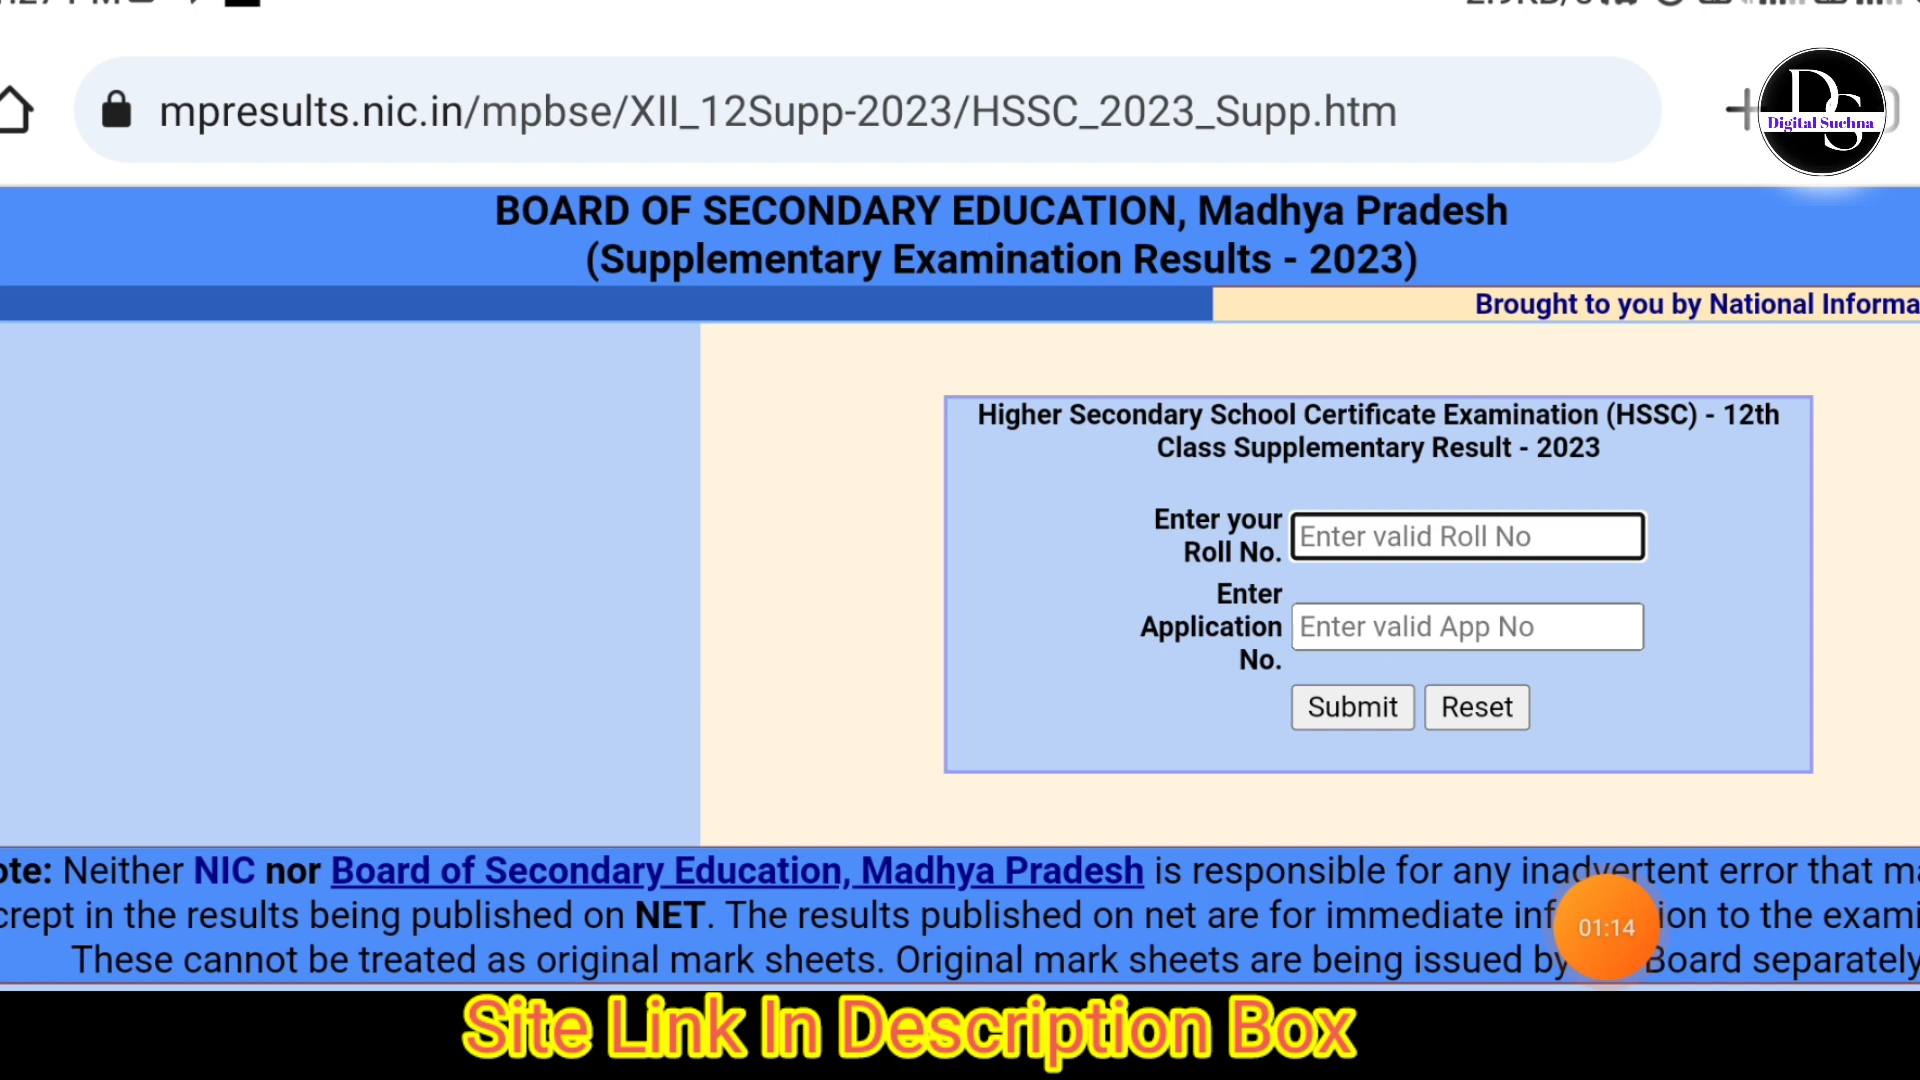 mpresults.nic.in/mpbse/XII_12Supp-2023/HSSC_2023_Supp.htm
Digital Suchna
BOARD OF SECONDARY EDUCATION, Madhya Pradesh
(Supplementary Examination Results - 2023)
Brought to you by National Informa
Higher Secondary School Certificate Examination (HSSC) - 12th
Class Supplementary Result - 2023
Enter your
Roll No.
Enter valid Roll No
Enter
Application
No.
Enter valid App No
Submit Reset
ote: Neither NIC nor Board of Secondary Education, Madhya Pradesh is responsible for any inadvertent error that ma
crept in the results being published on NET. The results published on net are for immediate inf ion to the exami
01:14
These cannot be treated as original mark sheets. Original mark sheets are being issued by Board separately
Site Link In Description Box